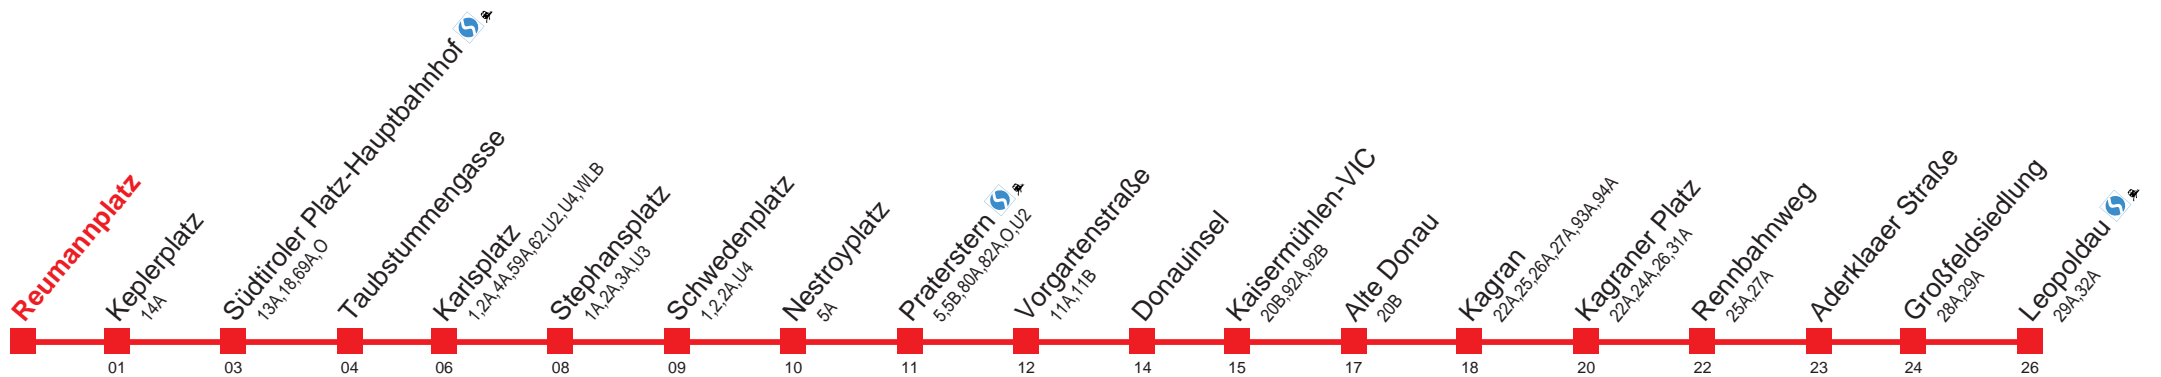 Reumannplatz
Keplerplatz
14A
Südtiroler Platz-Hauptbahnhof
13A,18,69A,O
Taubstummengasse
Karlsplatz
1,2A,4A,59A,62,U2,U4,WLB
Stephansplatz
1A,2A,3A,U3
Schwedenplatz
1,2,2A,U4
Nestroyplatz
5A
Praterstern
5,5B,80A,82A,O,U2
Vorgartenstraße
11A,11B
Donauinsel
Kaisermühlen-VIC
20B,92A,92B
Alte Donau
20B
Kagran
22A,25,26A,27A,93A,94A
Kagraner Platz
22A,24A,26,31A
Rennbahnweg
25A,27A
Aderklaaer Straße
Großfeldsiedlung
28A,29A
Leopoldau
29A,32A
01 03 04 06 08 09 10 11 12 14 15 17 18 20 22 23 24 26